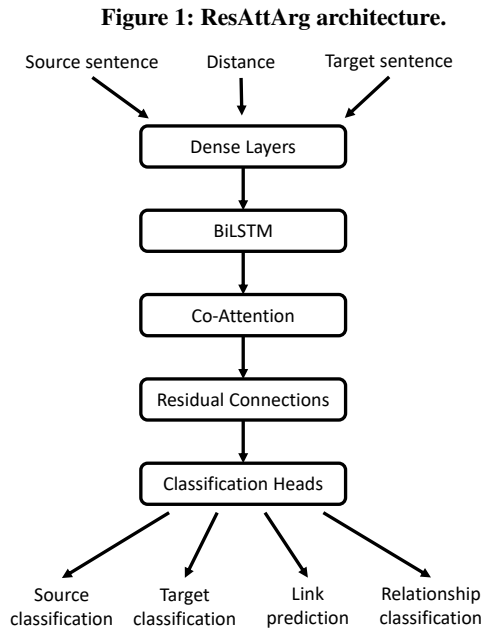 Figure 1: ResAttArg architecture.
Source sentence Distance Target sentence
Dense Layers
BiLSTM
Co-Attention
Residual Connections
Classification Heads
Source classification
Target classification
Link prediction
Relationship classification